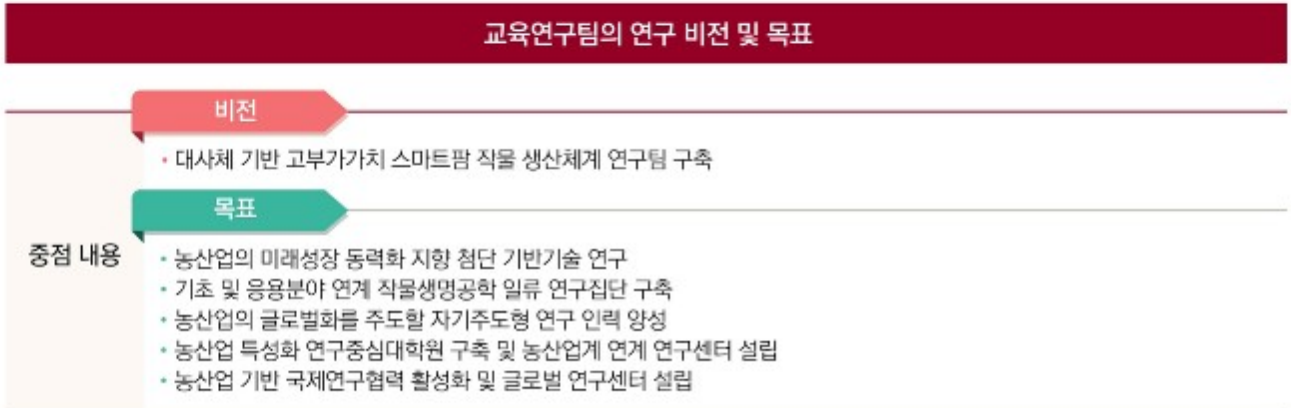 교육연구팀의 연구 비전 및 목표
비전
• 대사체 기반 고부가가치 스마트팜 작물 생산체계 연구팀 구축
목표
중점 내용
• 농산업의 미래성장 동력화 지향 첨단 기반기술 연구
• 기초 및 응용분야 연계 작물생명공학 일류 연구집단 구축
• 농산업의 글로벌화를 주도할 자기주도형 연구 인력 양성
• 농산업 특성화 연구중심대학원 구축 및 농산업계 연계 연구센터 설립
• 농산업 기반 국제연구협력 활성화 및 글로벌 연구센터 설립